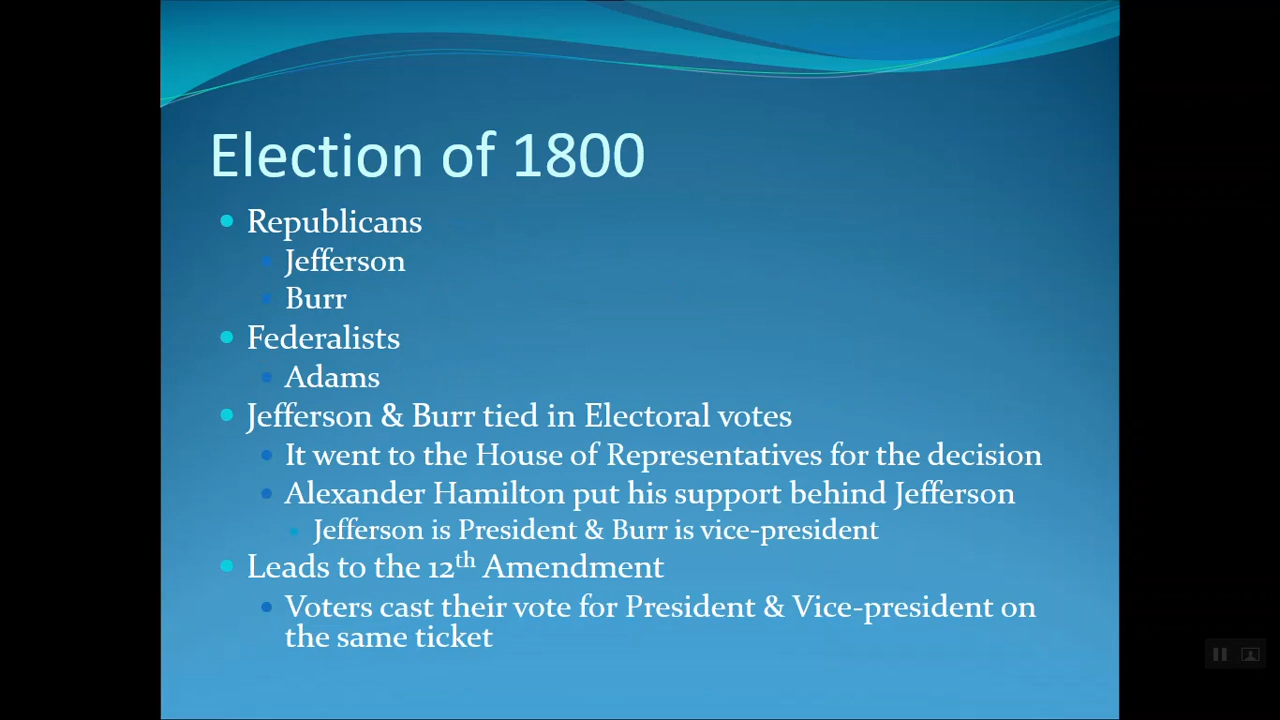 Election of 1800
Republicans
Jefferson
Burr
Federalists
Adams
Jefferson & Burr tied in Electoral votes
It went to the House of Representatives for the decision
Alexander Hamilton put his support behind Jefferson
Jefferson is President & Burr is vice-president
Leads to the 12th Amendment
Voters cast their vote for President & Vice-president on
the same ticket